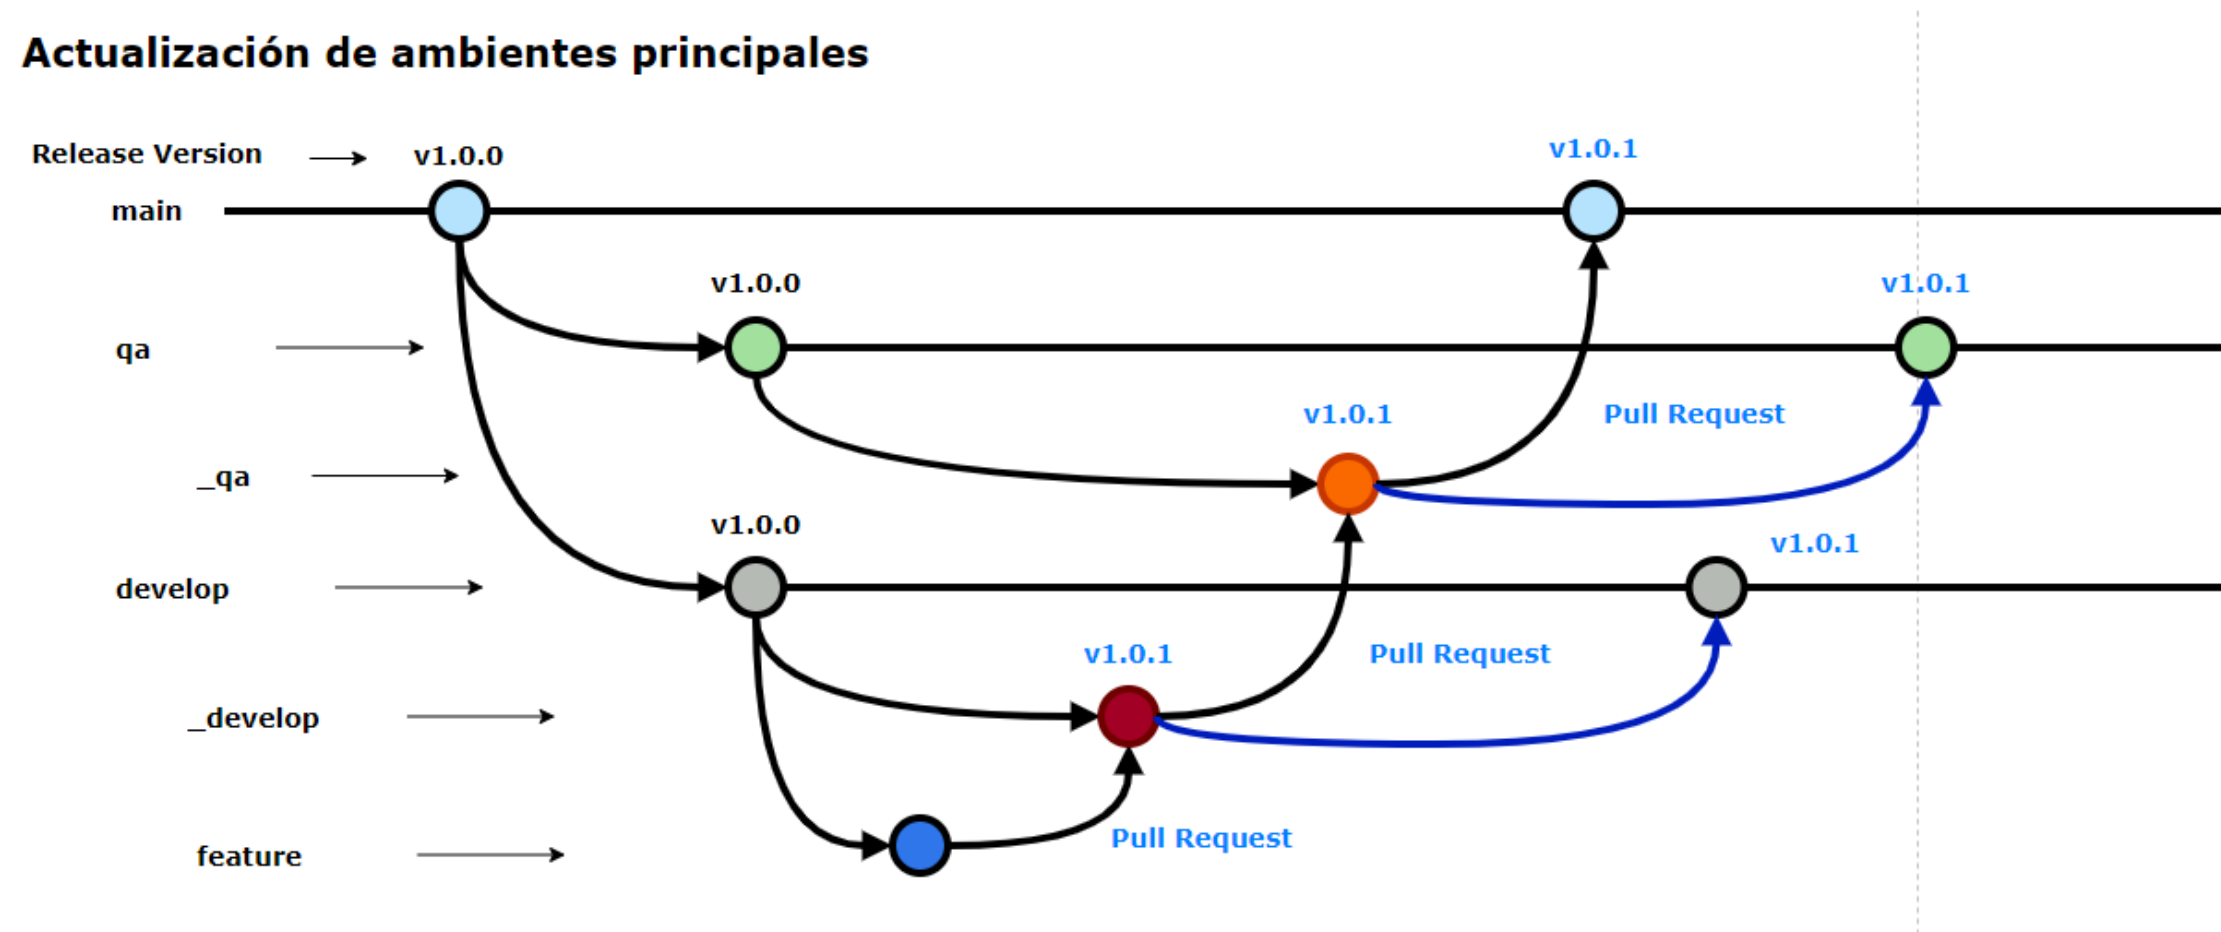 Actualización de ambientes principales
Release Version
v1.0.0
v1.0.1
main
v1.0.0
v1.0.1
qa
v1.0.1
Pull Request
_qa
v1.0.0
v1.0.1
develop
v1.0.1
Pull Request
_develop
Pull Request
feature